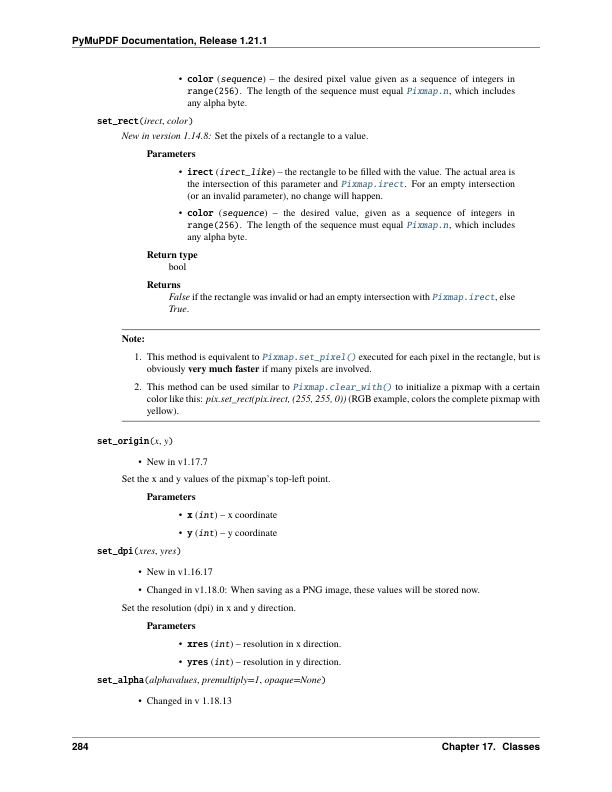 PyMuPDF Documentation, Release 1.21.1
• color (sequence) – the desired pixel value given as a sequence of integers in
range(256). The length of the sequence must equal Pixmap.n, which includes
any alpha byte.
set_rect(irect, color)
New in version 1.14.8: Set the pixels of a rectangle to a value.
Parameters
• irect (irect_like) – the rectangle to be filled with the value. The actual area is
the intersection of this parameter and Pixmap.irect. For an empty intersection
(or an invalid parameter), no change will happen.
• color (sequence) – the desired value, given as a sequence of integers in
range(256). The length of the sequence must equal Pixmap.n, which includes
any alpha byte.
Return type
bool
Returns
False if the rectangle was invalid or had an empty intersection with Pixmap.irect, else
True.
Note:
1. This method is equivalent to Pixmap.set_pixel() executed for each pixel in the rectangle, but is
obviously very much faster if many pixels are involved.
2. This method can be used similar to Pixmap.clear_with() to initialize a pixmap with a certain
color like this: pix.set_rect(pix.irect, (255, 255, 0)) (RGB example, colors the complete pixmap with
yellow).
set_origin(x, y)
• New in v1.17.7
Set the x and y values of the pixmap's top-left point.
Parameters
• x (int) – x coordinate
• y (int) – y coordinate
set_dpi(xres, yres)
• New in v1.16.17
• Changed in v1.18.0: When saving as a PNG image, these values will be stored now.
Set the resolution (dpi) in x and y direction.
Parameters
• xres (int) – resolution in x direction.
• yres (int) – resolution in y direction.
set_alpha(alphavalues, premultiply=1, opaque=None)
• Changed in v 1.18.13
284 Chapter 17. Classes